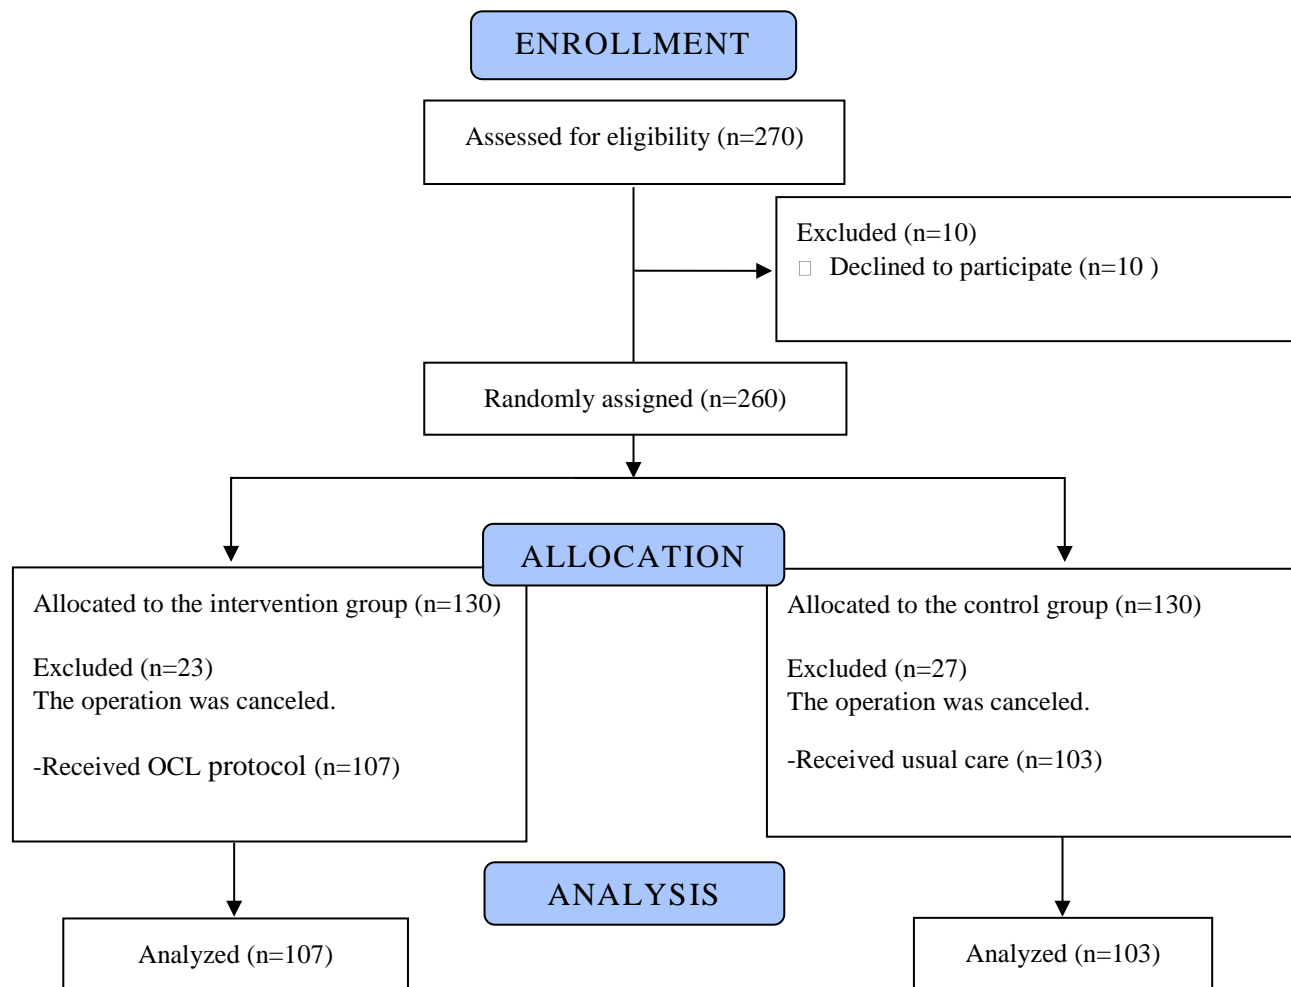 ENROLLMENT
Assessed for eligibility (n=270)
Excluded (n=10)
Declined to participate (n=10 )
Randomly assigned (n=260)
ALLOCATION
Allocated to the intervention group (n=130)
Excluded (n=23)
The operation was canceled.
-Received OCL protocol (n=107)
Allocated to the control group (n=130)
Excluded (n=27)
The operation was canceled.
-Received usual care (n=103)
ANALYSIS
Analyzed (n=107)
Analyzed (n=103)